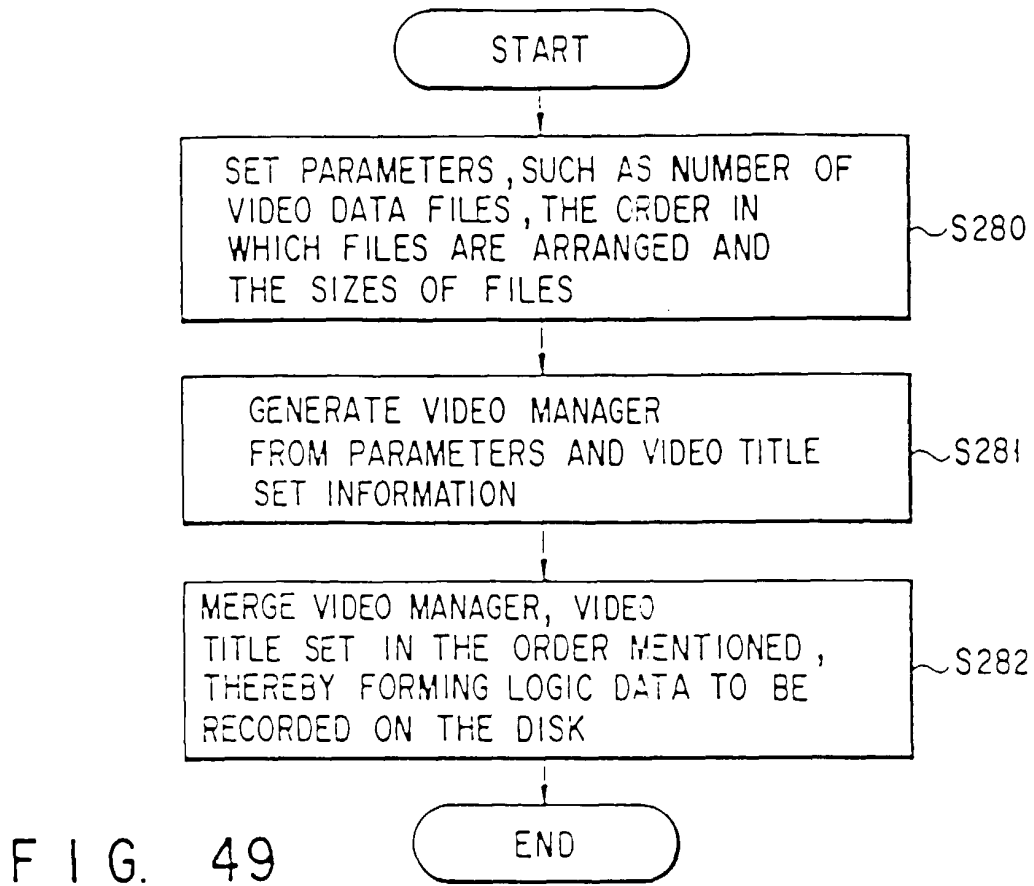 START
SET PARAMETERS, SUCH AS NUMBER OF
VIDEO DATA FILES, THE ORDER IN
WHICH FILES ARE ARRANGED AND
THE SIZES OF FILES
S280
GENERATE VIDEO MANAGER
FROM PARAMETERS AND VIDEO TITLE
SET INFORMATION
S281
MERGE VIDEO MANAGER, VIDEO
TITLE SET IN THE ORDER MENTIONED,
THEREBY FORMING LOGIC DATA TO BE
RECORDED ON THE DISK
S282
END
FIG. 49